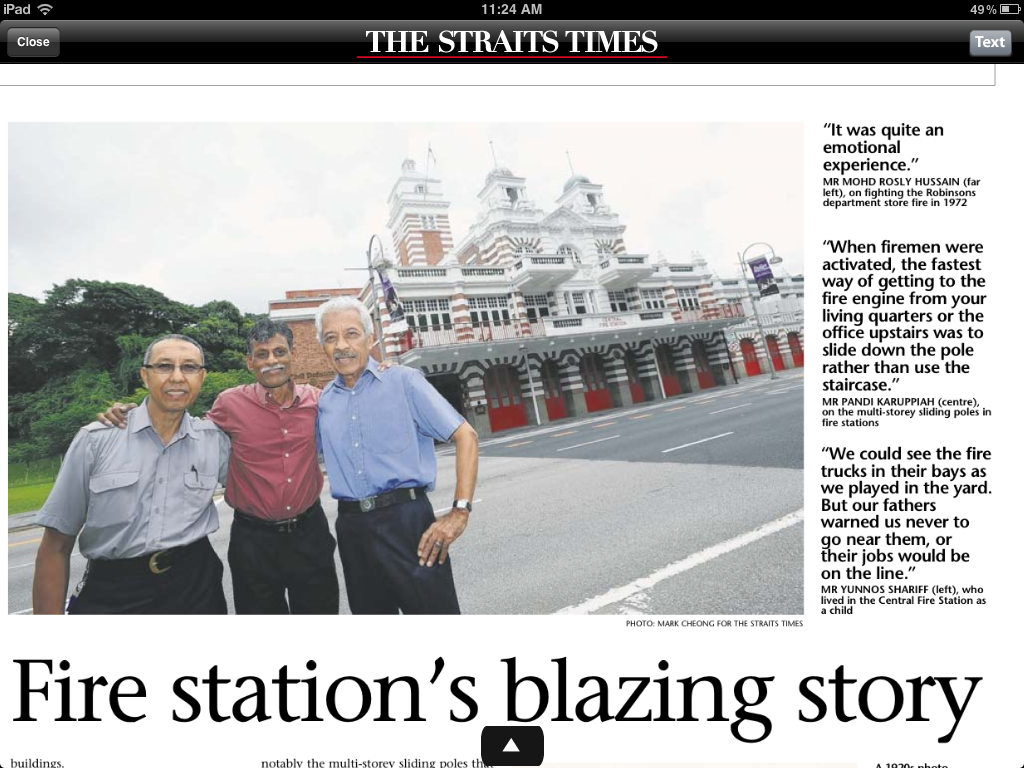 iPad
11:24 AM
49%
Close
THE STRAITS TIMES
Text
“It was quite an
emotional
experience.”
MR MOHD ROSLY HUSSAIN (far
left), on fighting the Robinsons
department store fire in 1972
“When firemen were
activated, the fastest
way of getting to the
fire engine from your
living quarters or the
office upstairs was to
slide down the pole
rather than use the
staircase.”
MR PANDI KARUPPIAH (centre),
on the multi-storey sliding poles in
fire stations
“We could see the fire
trucks in their bays as
we played in the yard.
But our fathers
warned us never to
go near them, or
their jobs would be
on the line.”
MR YUNNOS SHARIFF (left), who
lived in the Central Fire Station as
a child
PHOTO: MARK CHEONG FOR THE STRAITS TIMES
Fire station’s blazing story
buildings.
notably the multi-storey sliding poles that
A 1920s photo